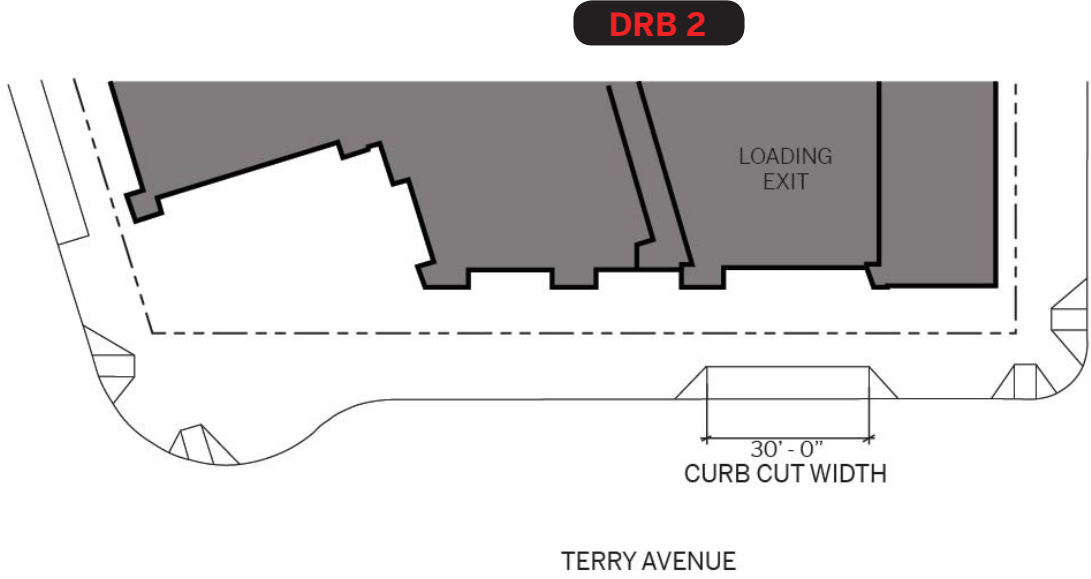 DRB 2
LOADING
EXIT
30’ - 0”
CURB CUT WIDTH
TERRY AVENUE